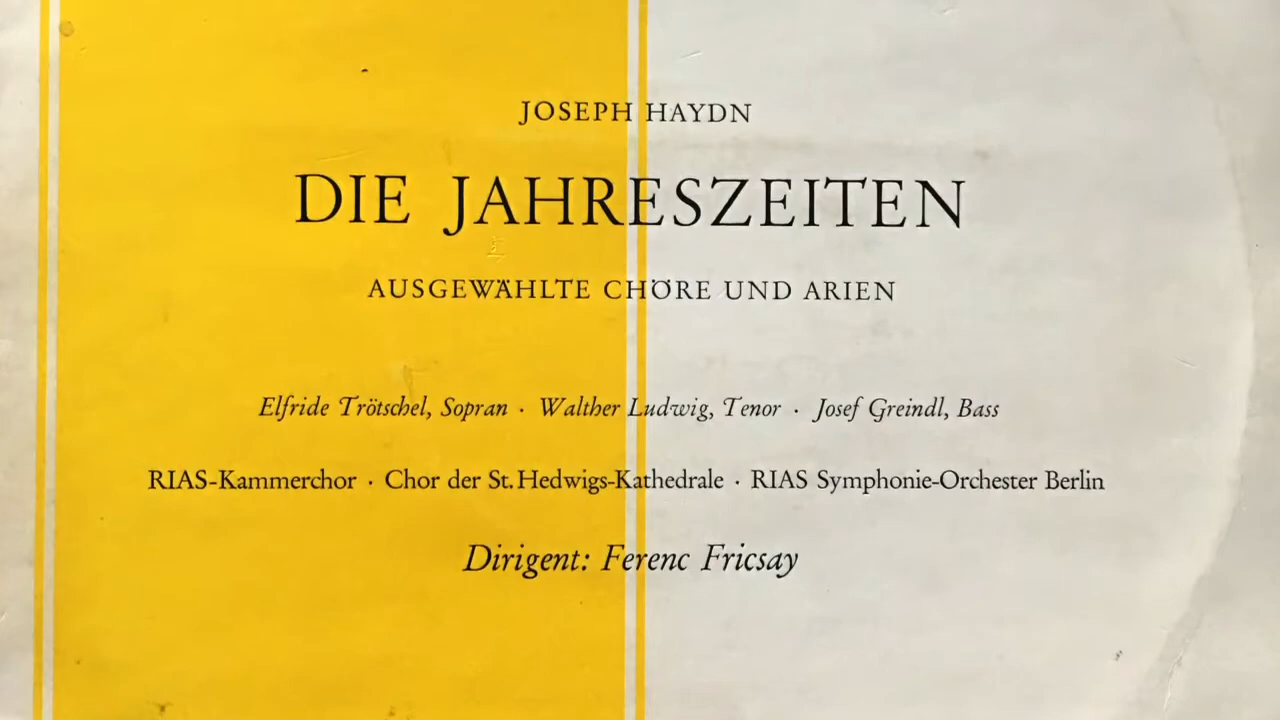 JOSEPH HAYDN
DIE JAHRESZEITEN
AUSGEWÄHLTE CHÖRE UND ARIEN
Elfride Trötschel, Sopran · Walther Ludwig, Tenor · Josef Greindl, Bass
RIAS-Kammerchor · Chor der St. Hedwigs-Kathedrale · RIAS Symphonie-Orchester Berlin
Dirigent: Ferenc Fricsay